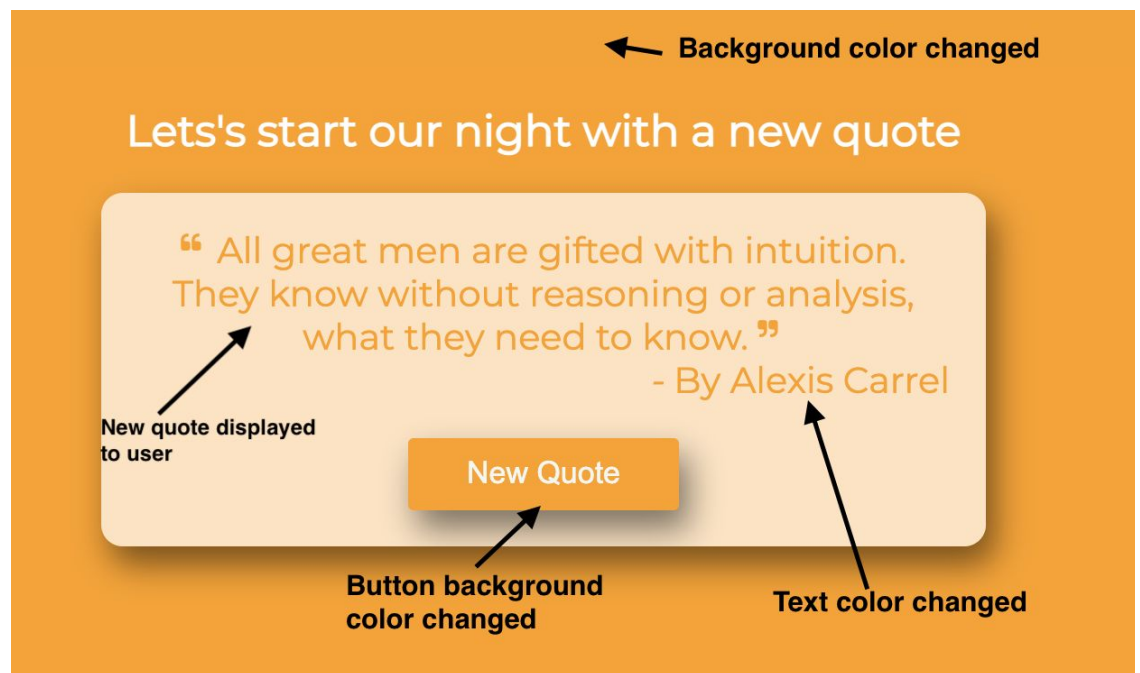 Background color changed
Lets's start our night with a new quote
“ All great men are gifted with intuition.
They know without reasoning or analysis,
what they need to know. ”
- By Alexis Carrel
New quote displayed
to user
New Quote
Button background
color changed
Text color changed